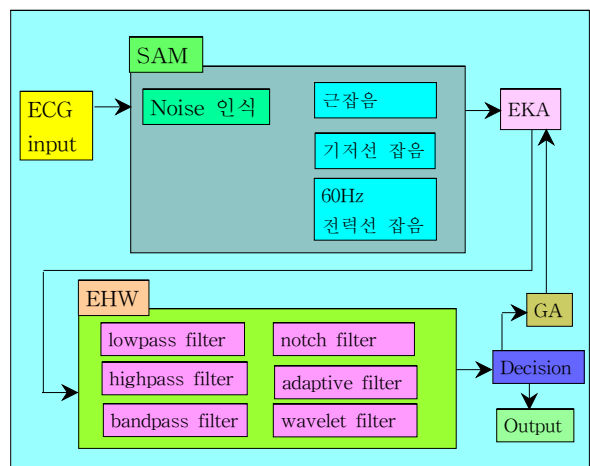 SAM
ECG
input
Noise 인식
근잡음
기저선 잡음
60Hz
전력선 잡음
EKA
EHW
lowpass filter
notch filter
highpass filter
adaptive filter
bandpass filter
wavelet filter
GA
Decision
Output